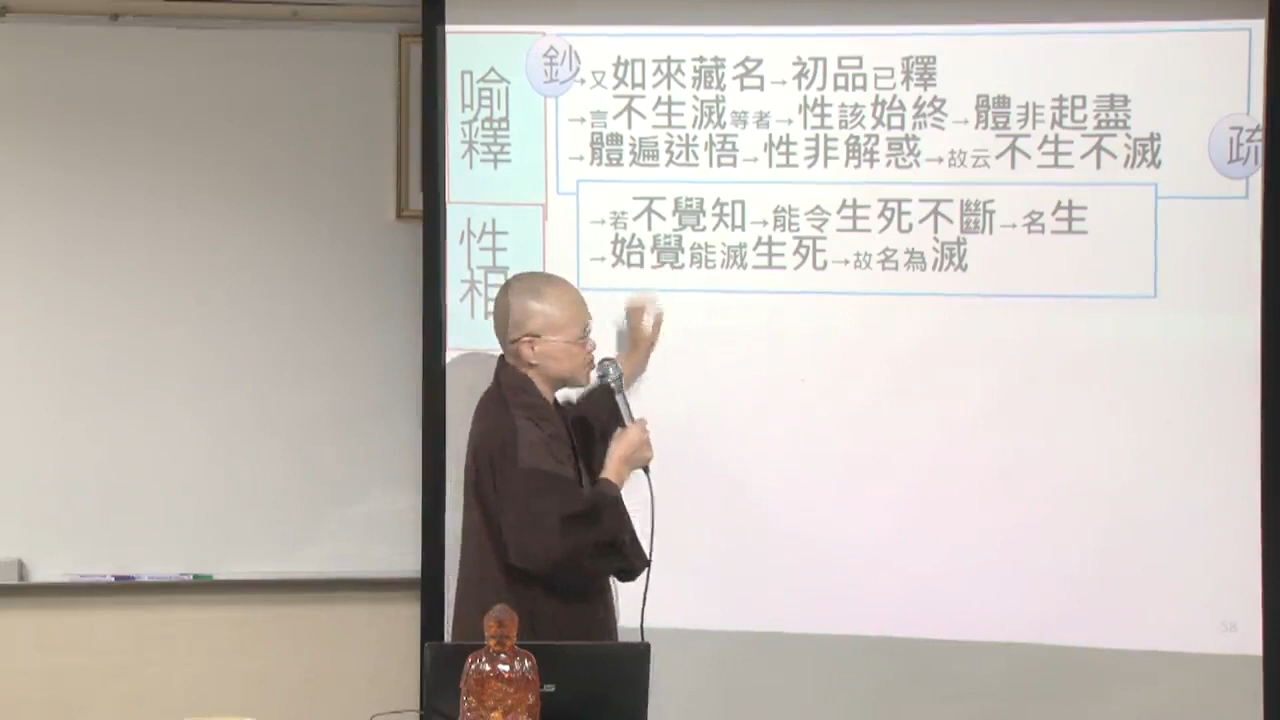 喻釋
鈔
→又如來藏名→初品已釋
→言不生滅等者→性該始終→體非起盡
→體遍迷悟→性非解惑→故云不生不滅
疏
性相
→若不覺知→能令生死不斷→名生
→始覺能滅生死→故名為滅
58